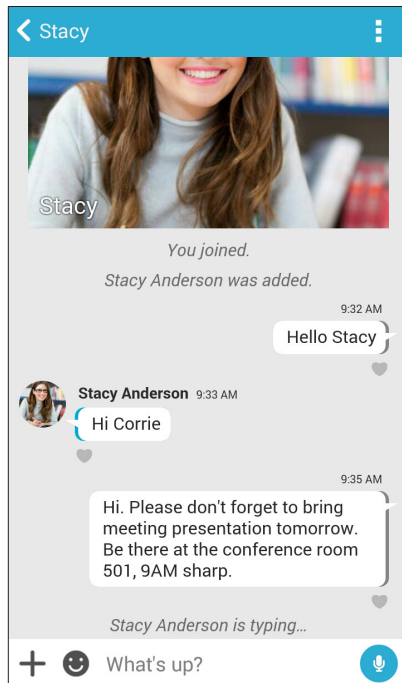 Stacy
Stacy
You joined.
Stacy Anderson was added.
9:32 AM
Hello Stacy
Stacy Anderson 9:33 AM
Hi Corrie
9:35 AM
Hi. Please don't forget to bring
meeting presentation tomorrow.
Be there at the conference room
501, 9AM sharp.
Stacy Anderson is typing...
What's up?